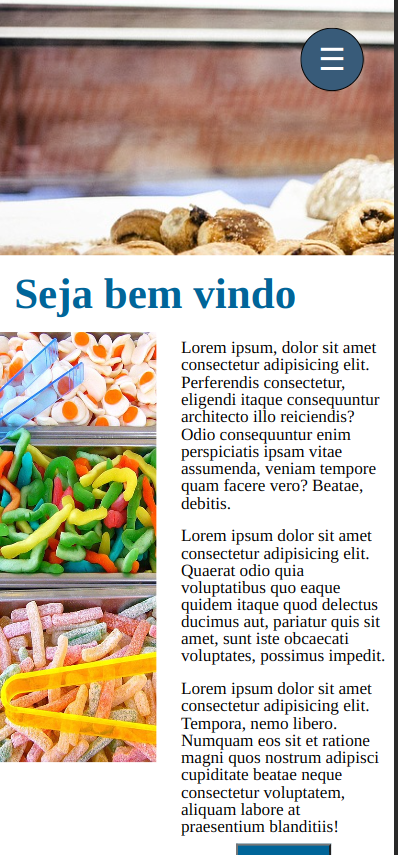 Seja bem vindo
Lorem ipsum, dolor sit amet
consectetur adipisicing elit.
Perferendis consectetur,
eligendi itaque consequuntur
architecto illo reiciendis?
Odio consequuntur enim
perspiciatis ipsam vitae
assumenda, veniam tempore
quam facere vero? Beatae,
debitis.
Lorem ipsum dolor sit amet
consectetur adipisicing elit.
Quaerat odio quia
voluptatibus quo eaque
quidem itaque quod delectus
ducimus aut, pariatur quis sit
amet, sunt iste obcaecati
voluptates, possimus impedit.
Lorem ipsum dolor sit amet
consectetur adipisicing elit.
Tempora, nemo libero.
Numquam eos sit et ratione
magni quos nostrum adipisci
cupiditate beatae neque
consectetur voluptatem,
aliquam labore at
praesentium blanditiis!